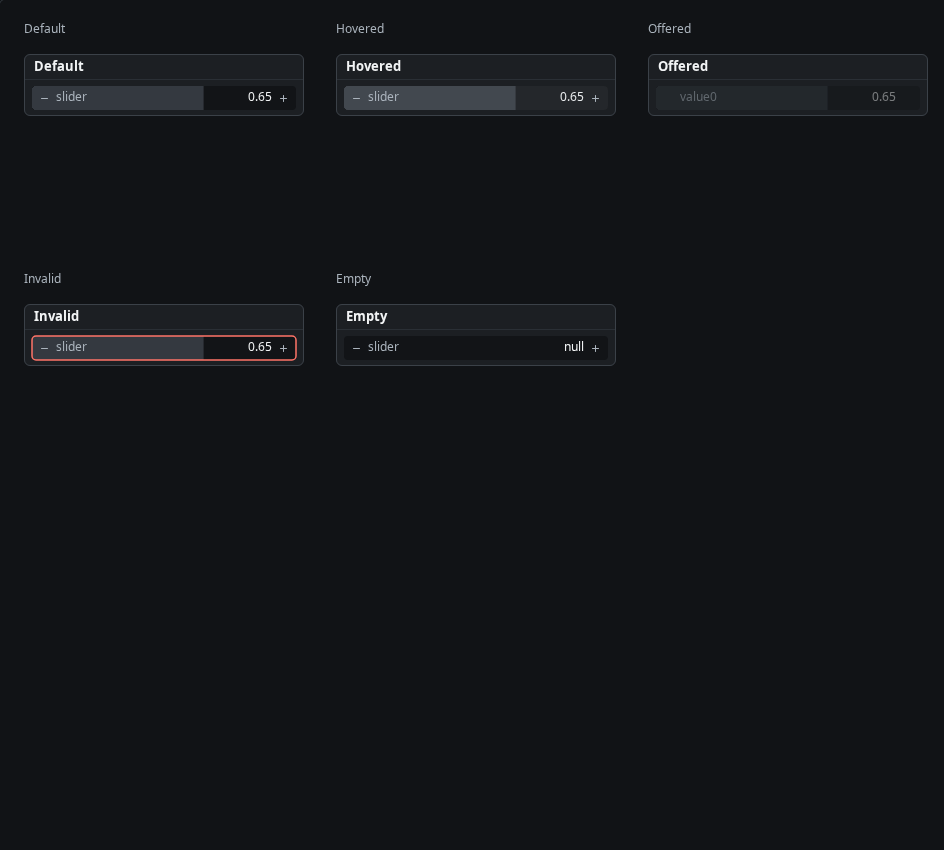 Default
Hovered
Offered
Default
Hovered
Offered
– slider 0.65 +
– slider 0.65 +
value0 0.65
Invalid
Empty
Invalid
Empty
– slider 0.65 +
– slider null +